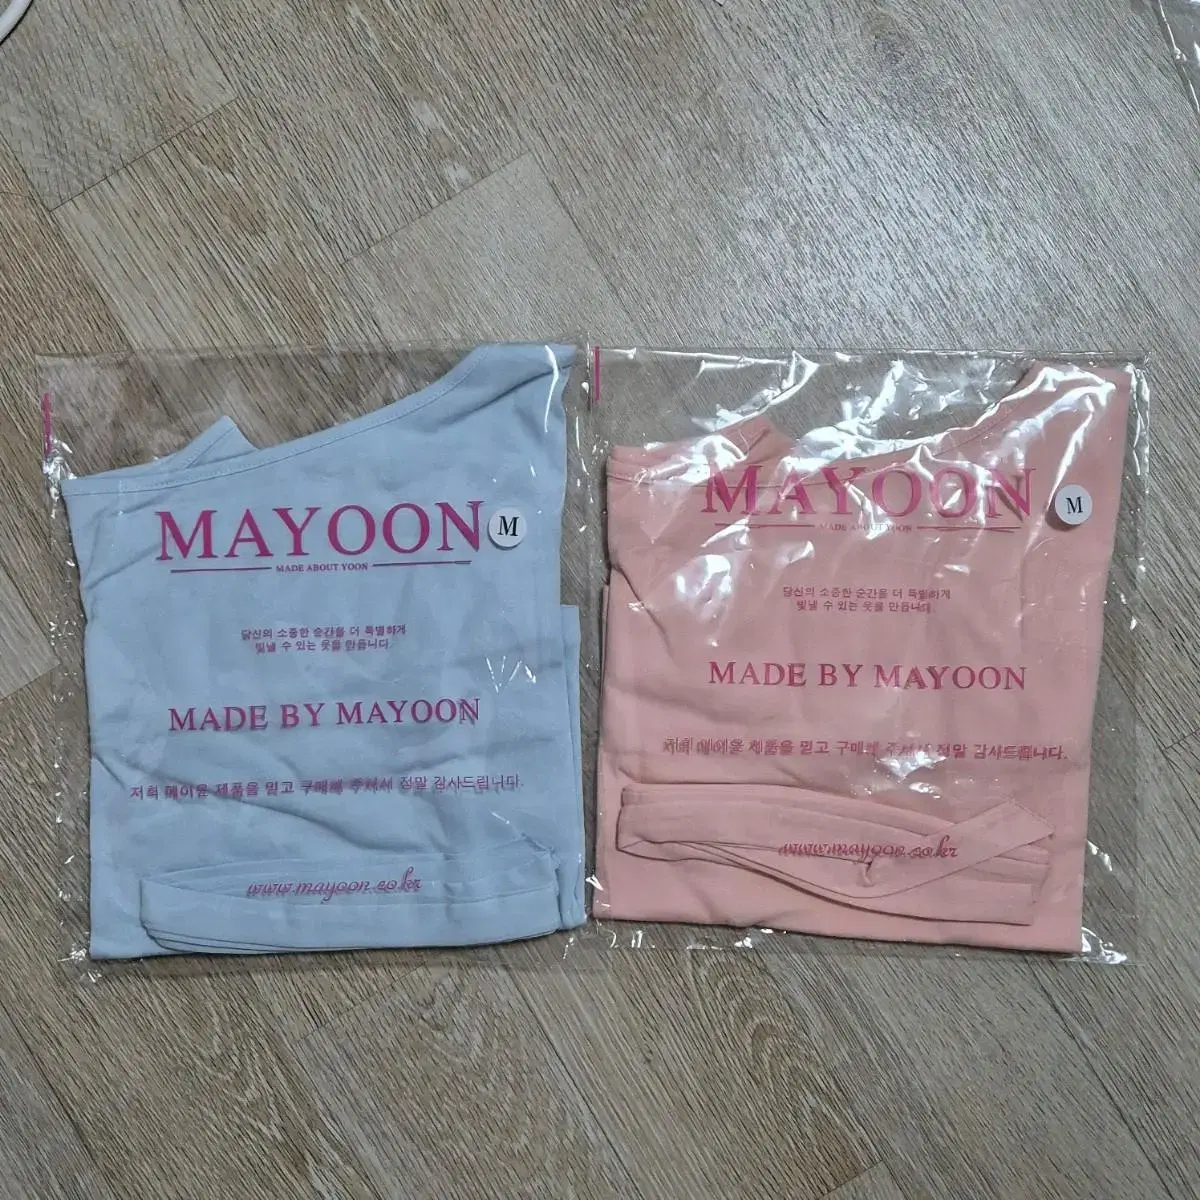 MAYOON
M
MADE ABOUT YOON
당신의 소중한 순간을 더 특별하게
빛낼 수 있는 옷을 만듭니다.
MADE BY MAYOON
저희 메이윤 제품을 믿고 구매해 주셔서 정말 감사드립니다.
www.mayoon.co.kr
MAYOON
M
MADE ABOUT YOON
당신의 소중한 순간을 더 특별하게
빛낼 수 있는 옷을 만듭니다.
MADE BY MAYOON
저희 메이윤 제품을 믿고 구매해 주셔서 정말 감사드립니다.
www.mayoon.co.kr